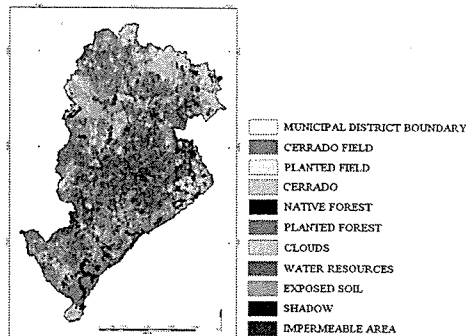 MUNICIPAL DISTRICT BOUNDARY
CERRADO FIELD
PLANTED FIELD
CERRADO
NATIVE FOREST
PLANTED FOREST
CLOUDS
WATER RESOURCES
EXPOSED SOIL
SHADOW
IMPERMEABLE AREA